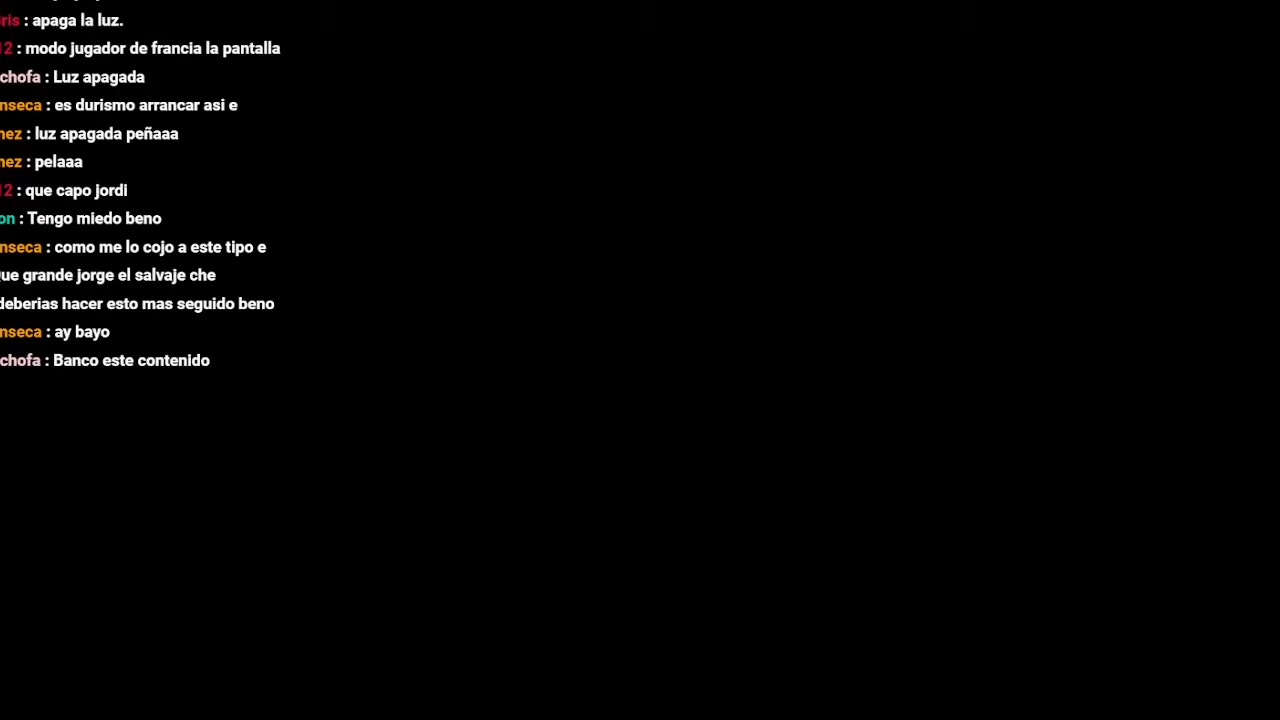 ris : apaga la luz.
12 : modo jugador de francia la pantalla
chofa : Luz apagada
nseca : es durismo arrancar asi e
nez : luz apagada peñaaa
nez : pelaaa
12 : que capo jordi
on : Tengo miedo beno
nseca : como me lo cojo a este tipo e
ue grande jorge el salvaje che
deberias hacer esto mas seguido beno
nseca : ay bayo
chofa : Banco este contenido